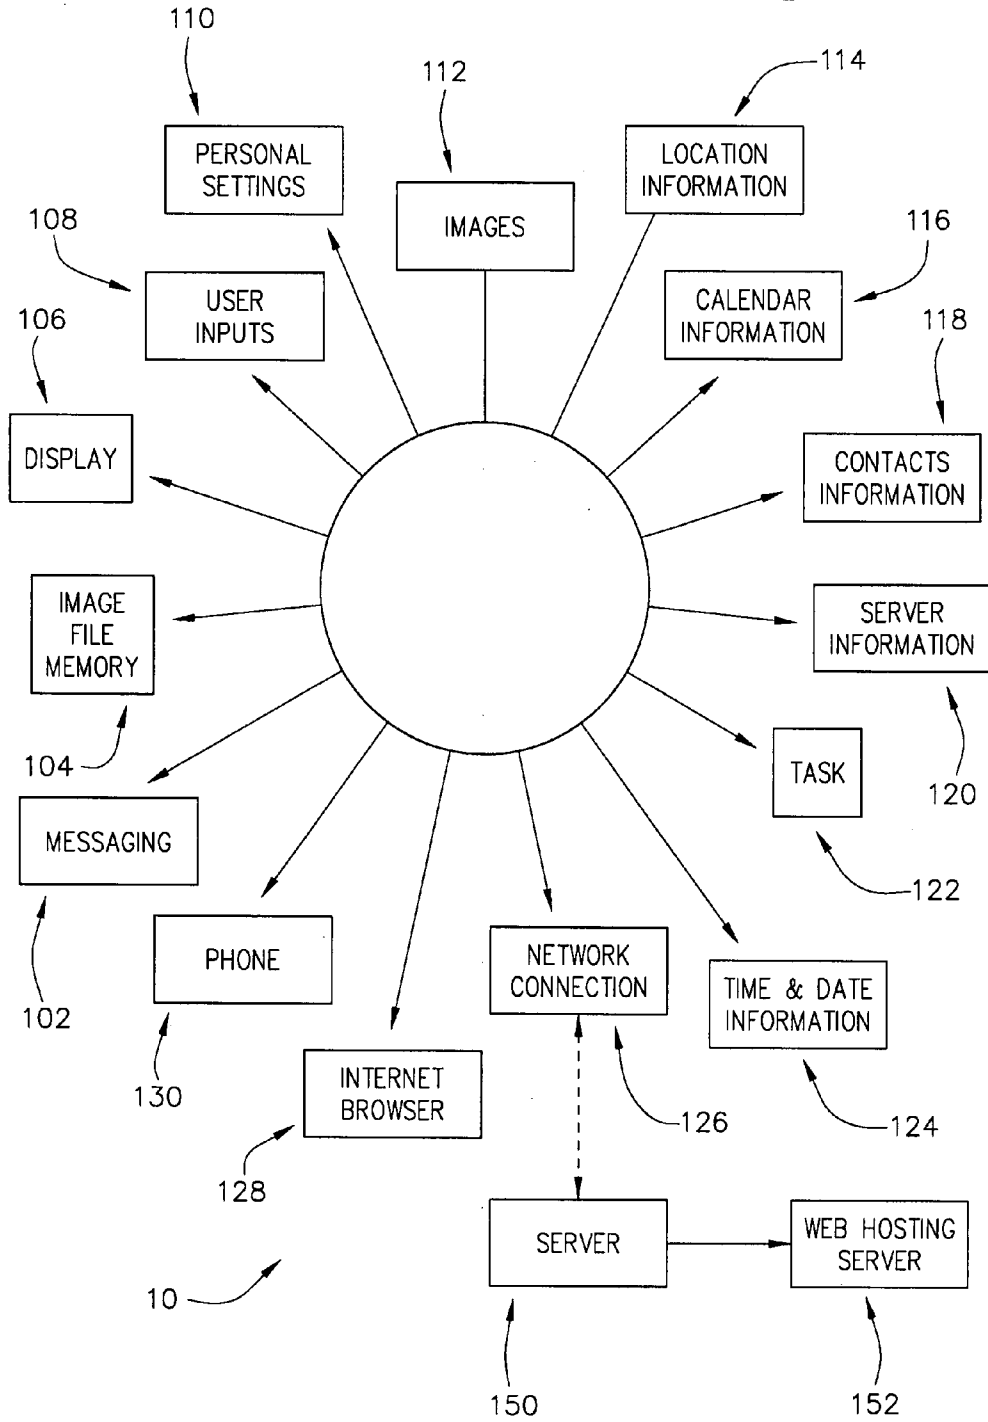 110
112
114
PERSONAL
SETTINGS
LOCATION
INFORMATION
IMAGES
108
116
USER
INPUTS
CALENDAR
INFORMATION
106
118
DISPLAY
CONTACTS
INFORMATION
IMAGE
FILE
MEMORY
SERVER
INFORMATION
104
TASK
120
MESSAGING
122
PHONE
NETWORK
CONNECTION
TIME & DATE
INFORMATION
102
130
INTERNET
BROWSER
126
124
128
SERVER
WEB HOSTING
SERVER
10
150
152